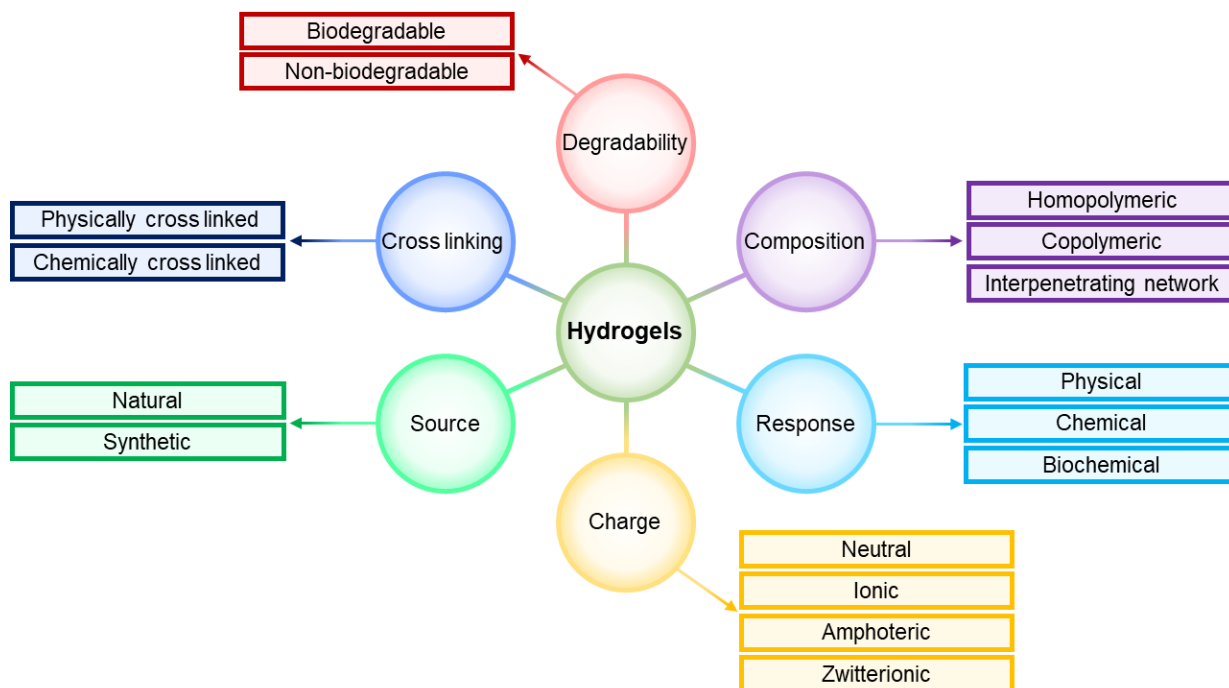 Biodegradable
Non-biodegradable
Degradability
Physically cross linked
Chemically cross linked
Cross linking
Composition
Homopolymeric
Copolymeric
Interpenetrating network
Hydrogels
Natural
Synthetic
Source
Response
Physical
Chemical
Biochemical
Charge
Neutral
Ionic
Amphoteric
Zwitterionic